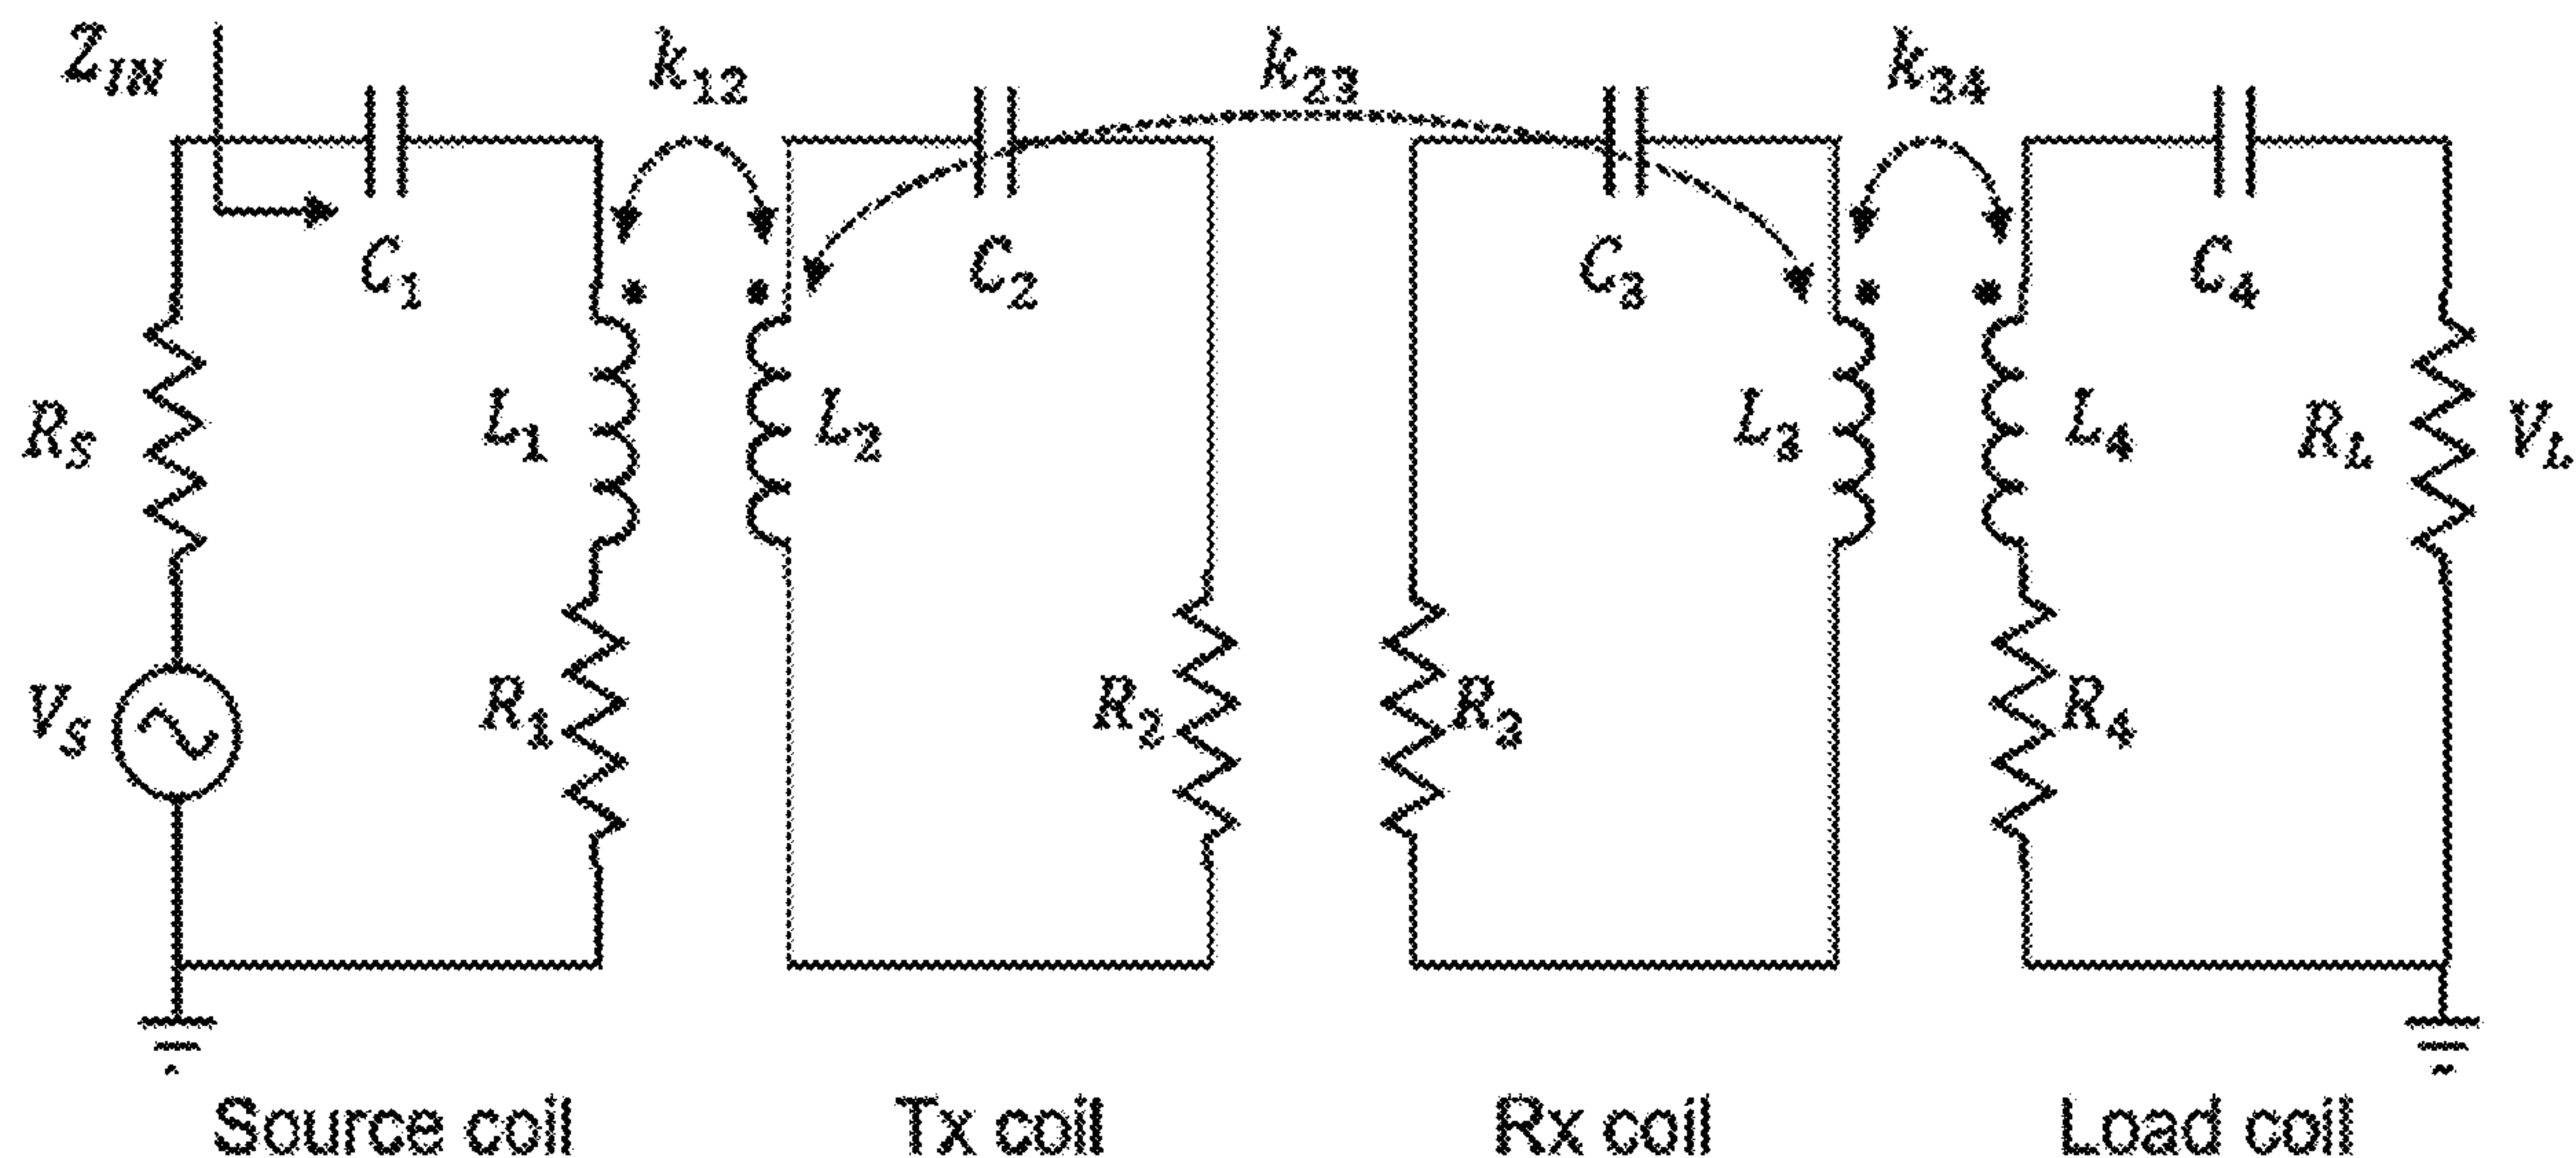 Z_IN
k_12
k_23
k_34
C_1
C_2
C_3
C_4
R_S
L_1
L_2
L_3
L_4
R_L
V_L
V_S
R_1
R_2
R_3
R_4
Source coil
Tx coil
Rx coil
Load coil